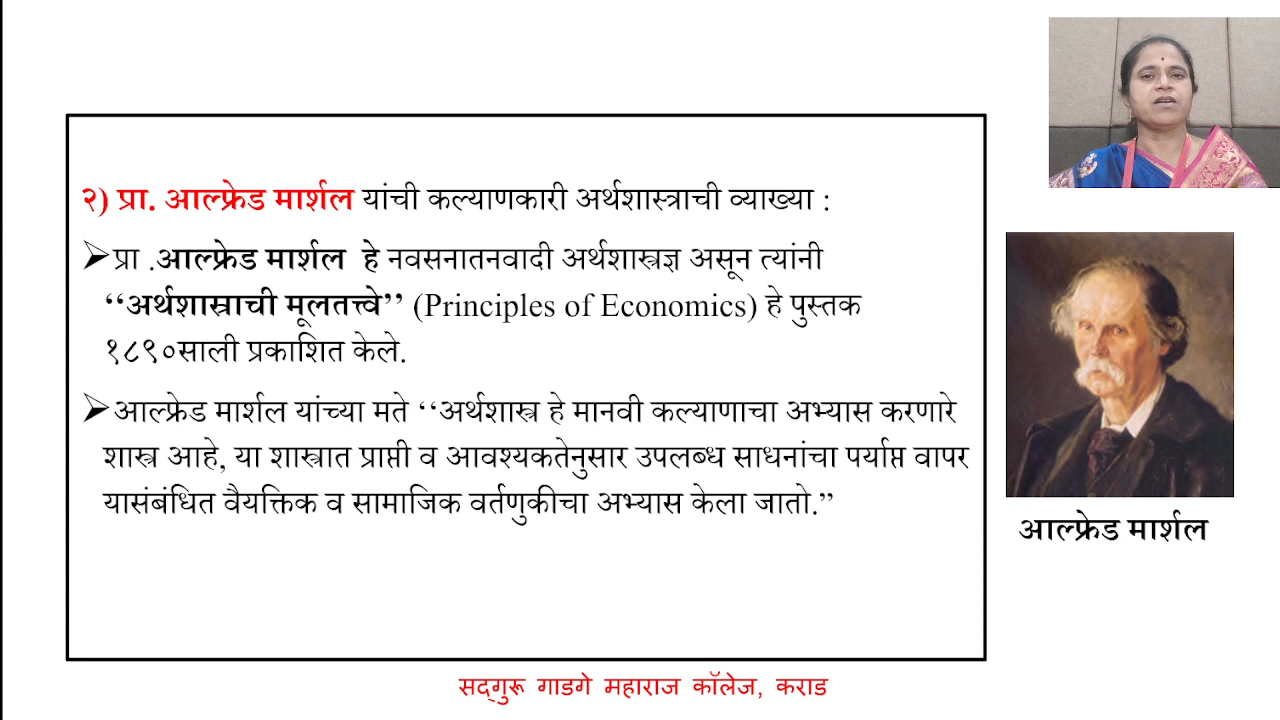 २) प्रा. आल्फ्रेड मार्शल यांची कल्याणकारी अर्थशास्त्राची व्याख्या :
प्रा .आल्फ्रेड मार्शल हे नवसनातनवादी अर्थशास्त्रज्ञ असून त्यांनी
‘‘अर्थशास्त्राची मूलतत्त्वे’’ (Principles of Economics) हे पुस्तक
१८९०साली प्रकाशित केले.
आल्फ्रेड मार्शल यांच्या मते ‘‘अर्थशास्त्र हे मानवी कल्याणाचा अभ्यास करणारे
शास्त्र आहे, या शास्त्रात प्राप्ती व आवश्यकतेनुसार उपलब्ध साधनांचा पर्याप्त वापर
यासंबंधित वैयक्तिक व सामाजिक वर्तणुकीचा अभ्यास केला जातो.’’
आल्फ्रेड मार्शल
सद्‌गुरू गाडगे महाराज कॉलेज, कराड